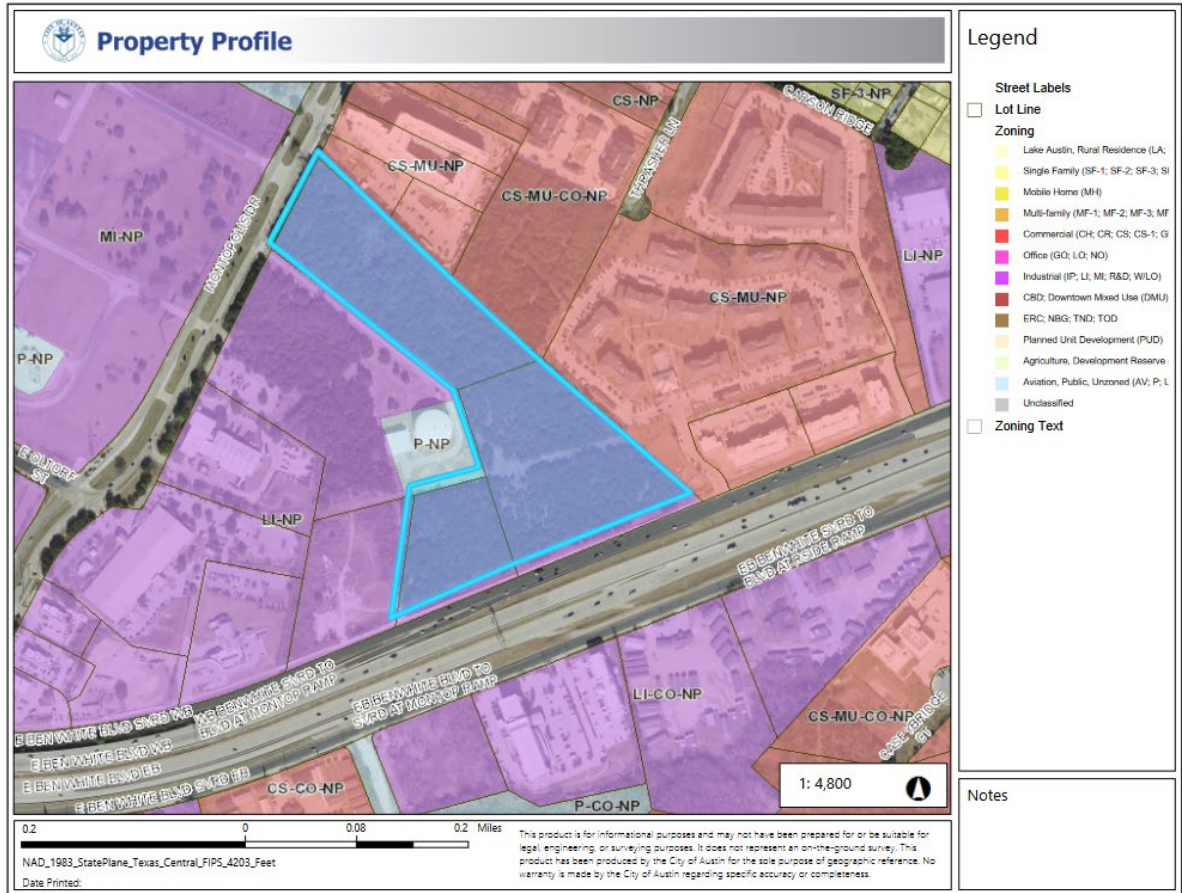 Property Profile
CS-NP
SF-3-NP
CARSON RIDGE
THRASHER LN
CS-MU-NP
CS-MU-CO-NP
MONTOPOLIS DR
MI-NP
LI-NP
CS-MU-NP
P-NP
P-NP
E OLTORF
ST
LI-NP
EB BENWHITE SVRD TO
BLVD AT RSIDE RAMP
WB BENWHITE SVRD TO
BLVD AT MONTOP RAMP
EB BENWHITE BLVD TO
SVRD AT MONTOP RAMP
LI-CO-NP
CS-MU-CO-NP
E BEN WHITE BLVD SVRD WB
E BEN WHITE BLVD WB
E BEN WHITE BLVD EB
E BEN WHITE BLVD SVRD EB
CS-CO-NP
P-CO-NP
1: 4,800
0.2 0 0.08 0.2 Miles
NAD_1983_StatePlane_Texas_Central_FIPS_4203_Feet
Date Printed:
This product is for informational purposes and may not have been prepared for or be suitable for
legal, engineering, or surveying purposes. It does not represent an on-the-ground survey. This
product has been produced by the City of Austin for the sole purpose of geographic reference. No
warranty is made by the City of Austin regarding specific accuracy or completeness.
Legend
Street Labels
Lot Line
Zoning
Lake Austin, Rural Residence (LA;
Single Family (SF-1; SF-2; SF-3; SI
Mobile Home (MH)
Multi-family (MF-1; MF-2; MF-3; MF
Commercial (CH; CR; CS; CS-1; G
Office (GO; LO; NO)
Industrial (IP; LI; MI; R&D; W/LO)
CBD; Downtown Mixed Use (DMU)
ERC; NBG; TND; TOD
Planned Unit Development (PUD)
Agriculture, Development Reserve
Aviation, Public, Unzoned (AV; P; L
Unclassified
Zoning Text
Notes